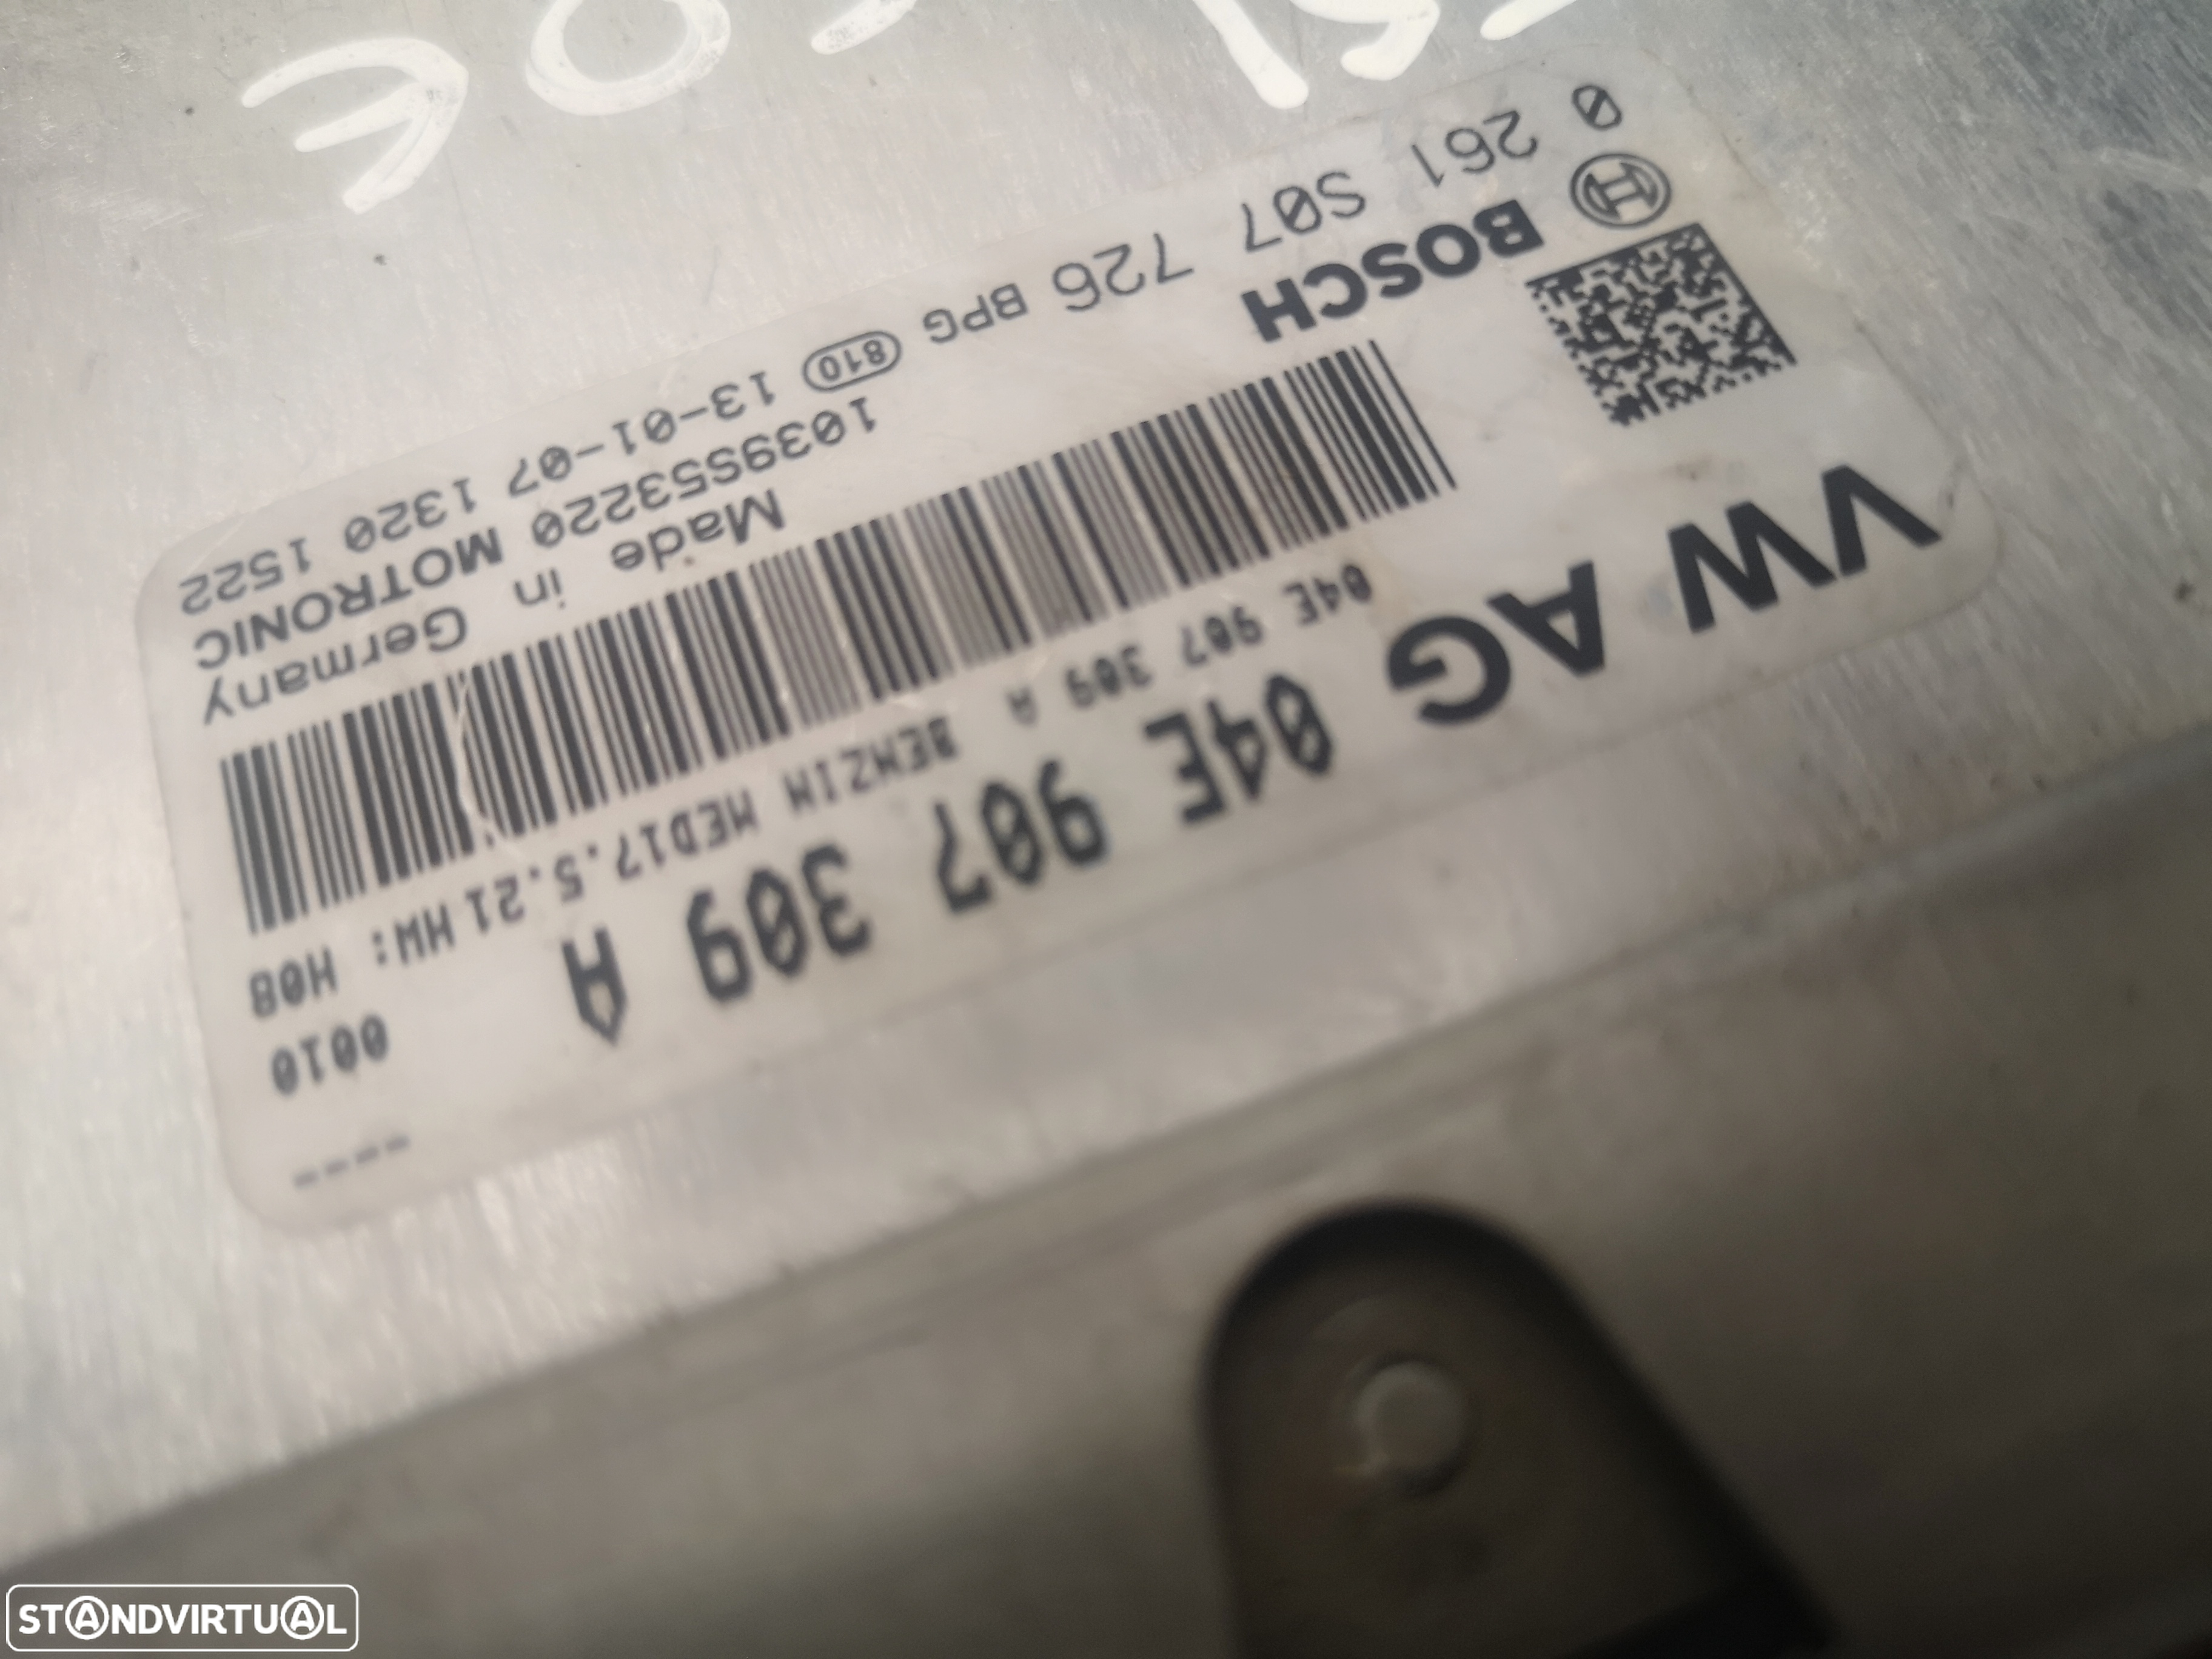 VW AG 04E 907 309 A
----
0010
04E 907 309 A BENZIN MED17.5.21 HW: H08
BOSCH
Made in Germany
1039S53220 MOTRONIC
0 261 S07 726 BPG 810 13-01-07 1320 1522
STANDVIRTUAL